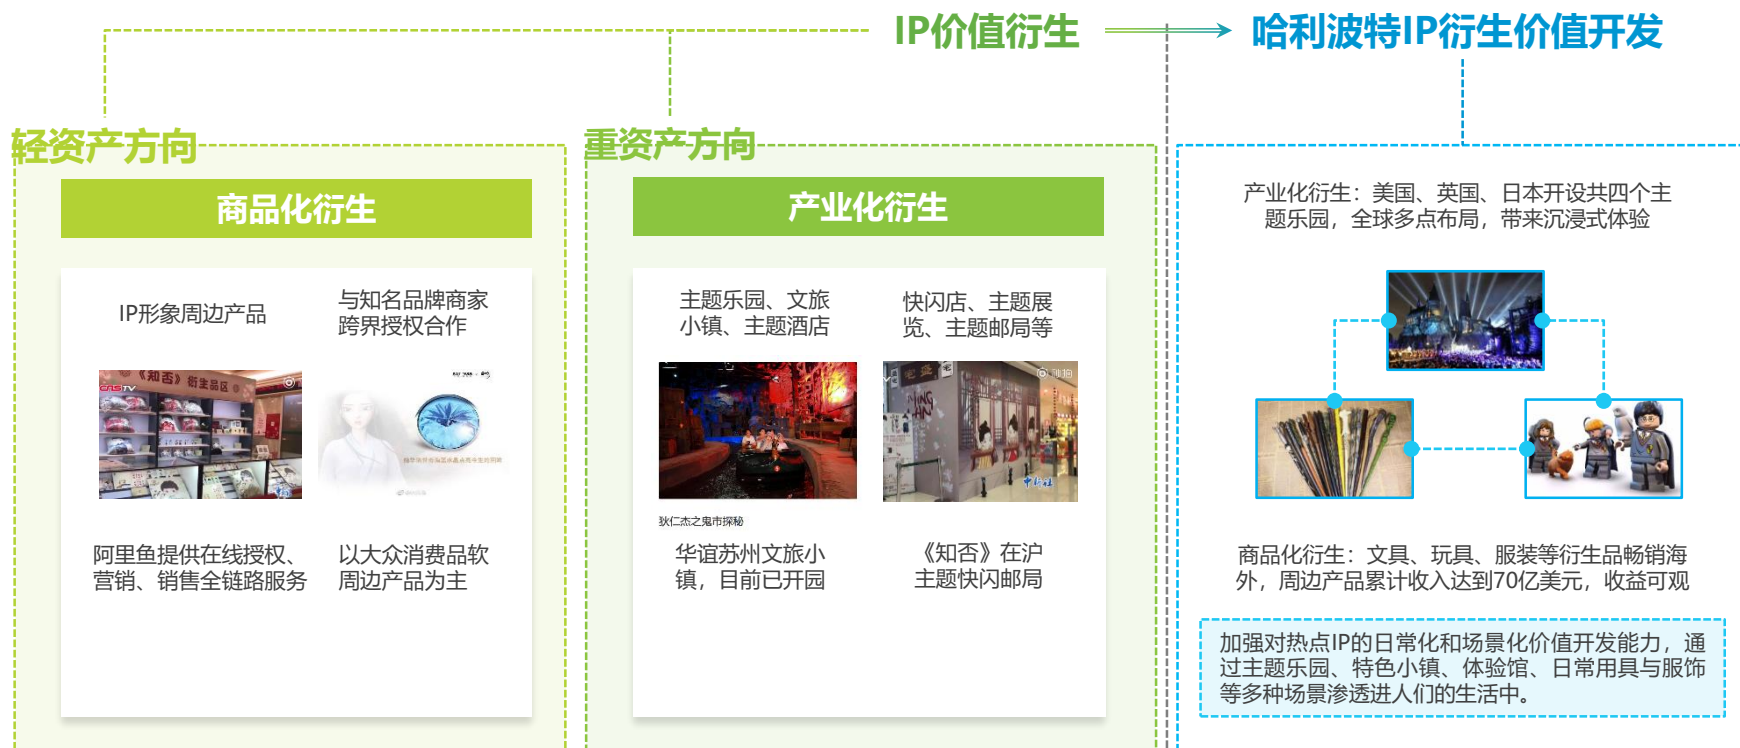 IP价值衍生
哈利波特IP衍生价值开发
轻资产方向
商品化衍生
IP形象周边产品
与知名品牌商家
跨界授权合作
《知否》衍生品区
阿里鱼提供在线授权、
营销、销售全链路服务
以大众消费品软
周边产品为主
重资产方向
产业化衍生
主题乐园、文旅
小镇、主题酒店
快闪店、主题展
览、主题邮局等
中新社
狄仁杰之鬼市探秘
华谊苏州文旅小
镇，目前已开园
《知否》在沪
主题快闪邮局
产业化衍生：美国、英国、日本开设共四个主
题乐园，全球多点布局，带来沉浸式体验
商品化衍生：文具、玩具、服装等衍生品畅销海
外，周边产品累计收入达到70亿美元，收益可观
加强对热点IP的日常化和场景化价值开发能力，通
过主题乐园、特色小镇、体验馆、日常用具与服饰
等多种场景渗透进人们的生活中。